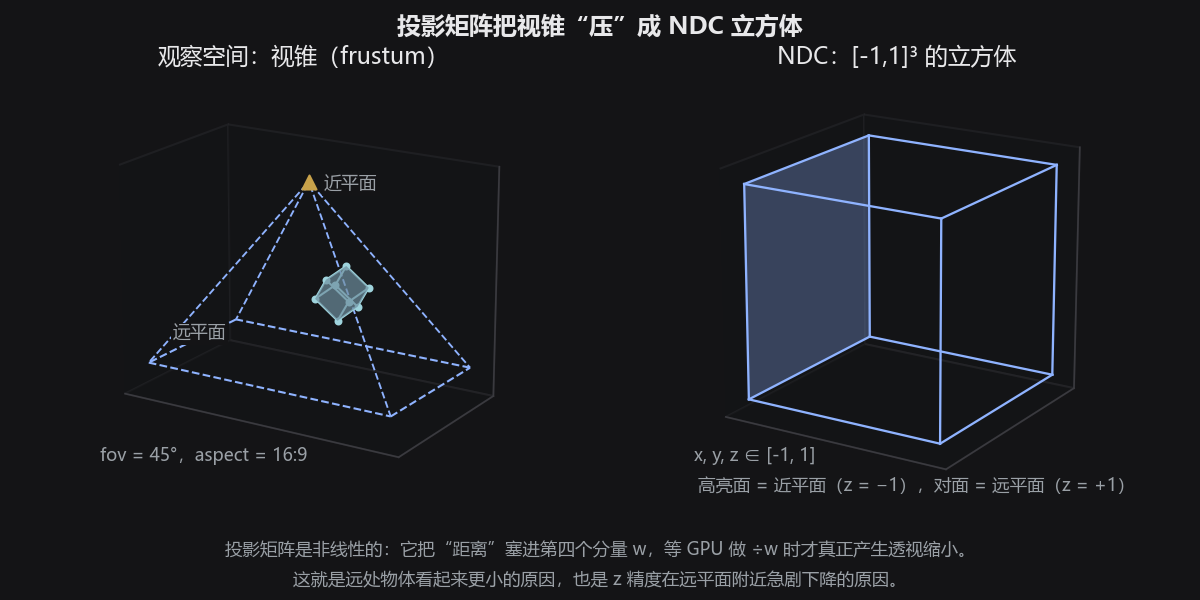 投影矩阵把视锥“压”成 NDC 立方体
观察空间：视锥（frustum）
NDC：[-1,1]³ 的立方体
近平面
远平面
fov = 45°，aspect = 16:9
x, y, z ∈ [-1, 1]
高亮面 = 近平面（z = −1），对面 = 远平面（z = +1）
投影矩阵是非线性的：它把“距离”塞进第四个分量 w，等 GPU 做 ÷w 时才真正产生透视缩小。
这就是远处物体看起来更小的原因，也是 z 精度在远平面附近急剧下降的原因。